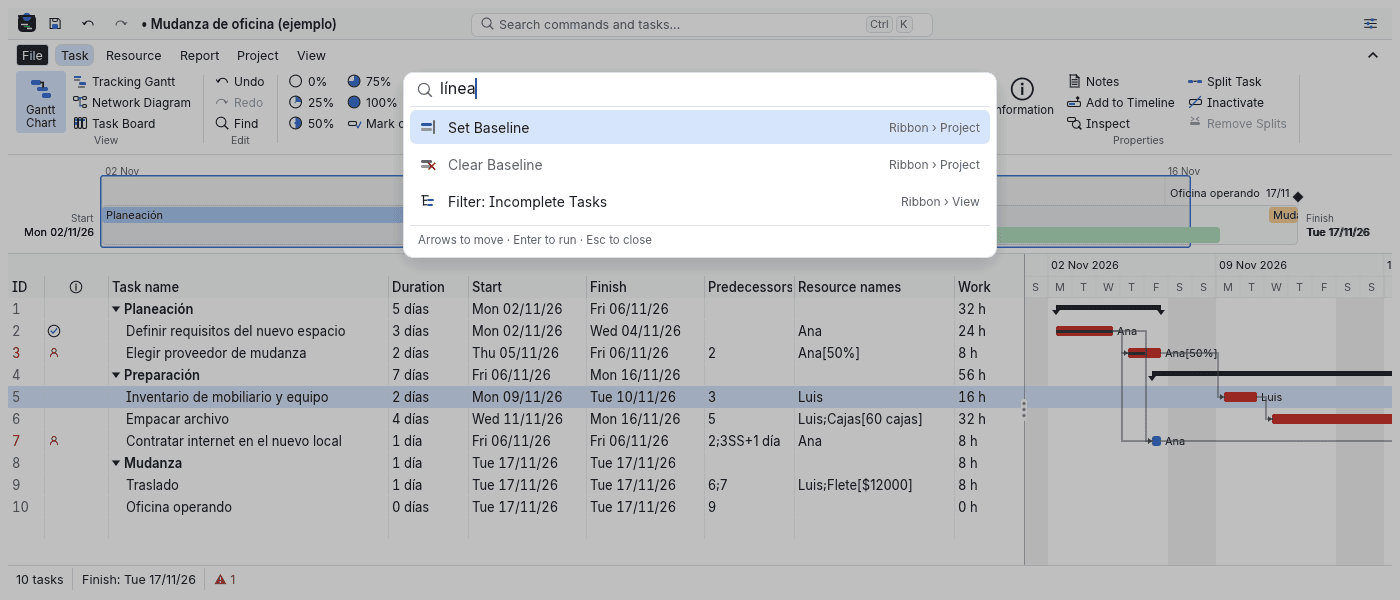 • Mudanza de oficina (ejemplo)
Search commands and tasks...
Ctrl K
File Task Resource Report Project View
Gantt Chart
Tracking Gantt
Network Diagram
Task Board
View
Undo
Redo
Find
Edit
0%
25%
50%
75%
100%
Mark
línea
Set Baseline Ribbon › Project
Clear Baseline Ribbon › Project
Filter: Incomplete Tasks Ribbon › View
Arrows to move · Enter to run · Esc to close
Notes
Add to Timeline
Inspect
Split Task
Inactivate
Remove Splits
Properties
02 Nov
16 Nov
Planeación
Oficina operando 17/11
Start
Mon 02/11/26
Finish
Tue 17/11/26
02 Nov 2026 09 Nov 2026 1
ID Task name Duration Start Finish Predecessors Resource names Work S M T W T F S S M T W T F S S
1 Planeación 5 días Mon 02/11/26 Fri 06/11/26 32 h
2 Definir requisitos del nuevo espacio 3 días Mon 02/11/26 Wed 04/11/26 Ana 24 h Ana
3 Elegir proveedor de mudanza 2 días Thu 05/11/26 Fri 06/11/26 2 Ana[50%] 8 h Ana[50%]
4 Preparación 7 días Fri 06/11/26 Mon 16/11/26 56 h
5 Inventario de mobiliario y equipo 2 días Mon 09/11/26 Tue 10/11/26 3 Luis 16 h Luis
6 Empacar archivo 4 días Wed 11/11/26 Mon 16/11/26 5 Luis;Cajas[60 cajas] 32 h
7 Contratar internet en el nuevo local 1 día Fri 06/11/26 Fri 06/11/26 2;3SS+1 día Ana 8 h Ana
8 Mudanza 1 día Tue 17/11/26 Tue 17/11/26 8 h
9 Traslado 1 día Tue 17/11/26 Tue 17/11/26 6;7 Luis;Flete[$12000] 8 h
10 Oficina operando 0 días Tue 17/11/26 Tue 17/11/26 9 0 h
10 tasks Finish: Tue 17/11/26 1